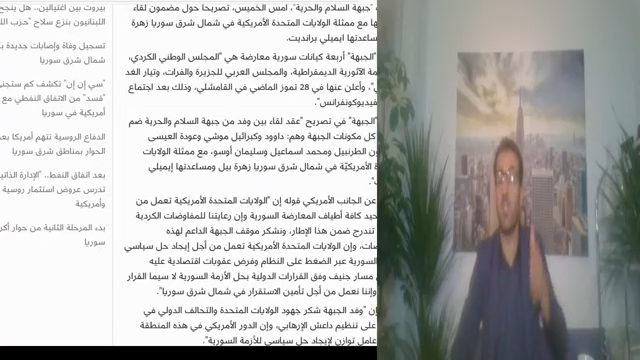 "جبهة السلام والحرية"، امس الخميس، تصريحاً حول مضمون لقاء
مع ممثلة الولايات المتحدة الأمريكية في شمال شرق سوريا زهرة
ساعدتها ايميلي برانديت.
"الجبهة" أربعة كيانات سورية معارضة هي "المجلس الوطني الكردي،
الآثورية الديمقراطية، والمجلس العربي للجزيرة والفرات، وتيار الغد
وأعلن عنها في 28 تموز الماضي في القامشلي، وذلك بعد اجتماع
فيديوكونفرانس".
"الجبهة" في تصريح "عقد لقاء بين وفد من جبهة السلام والحرية ضم
كل مكونات الجبهة وهم: داوود وكبرائيل موشي وعودة العيسى
الطرنبيل ومحمد اسماعيل وسليمان أوسو، مع ممثلة الولايات
الأمريكيّة في شمال شرق سوريا زهرة بيل ومساعدتها إيميلي
عن الجانب الأمريكي قوله إن "الولايات المتحدة الأمريكية تعمل من
كافة أطياف المعارضة السورية وإن رعايتنا للمفاوضات الكردية
تندرج ضمن هذا الإطار، ونشكر موقف الجبهة الداعم لهذه
وإن الولايات المتحدة الأمريكية تعمل من أجل إيجاد حل سياسي
السورية عبر الضغط على النظام وفرض عقوبات اقتصادية عليه
مسار جنيف وفق القرارات الدولية بحل الأزمة السورية لا سيما القرار
وإننا نعمل من أجل تأمين الاستقرار في شمال شرق سوريا".
إن "وفد الجبهة شكر جهود الولايات المتحدة والتحالف الدولي في
على تنظيم داعش الإرهابي، وإن الدور الأمريكي في هذه المنطقة
عامل توازن لإيجاد حل سياسي للأزمة السورية".
بيروت بين اغتيالين.. هل ينجح
اللبنانيون بنزع سلاح "حزب
تسجيل وفاة وإصابات جديدة
شمال شرق سوريا
"سي إن إن" تكشف كم ستجني
"قسد" من الاتفاق النفطي مع
أمريكية في سوريا
الدفاع الروسية تتهم أمريكا
الحوار بمناطق شرق سوريا
بعد اتفاق النفط.. "الإدارة
تدرس عروض استثمار روسية
وأمريكية
بدء المرحلة الثانية من حوار
سوريا